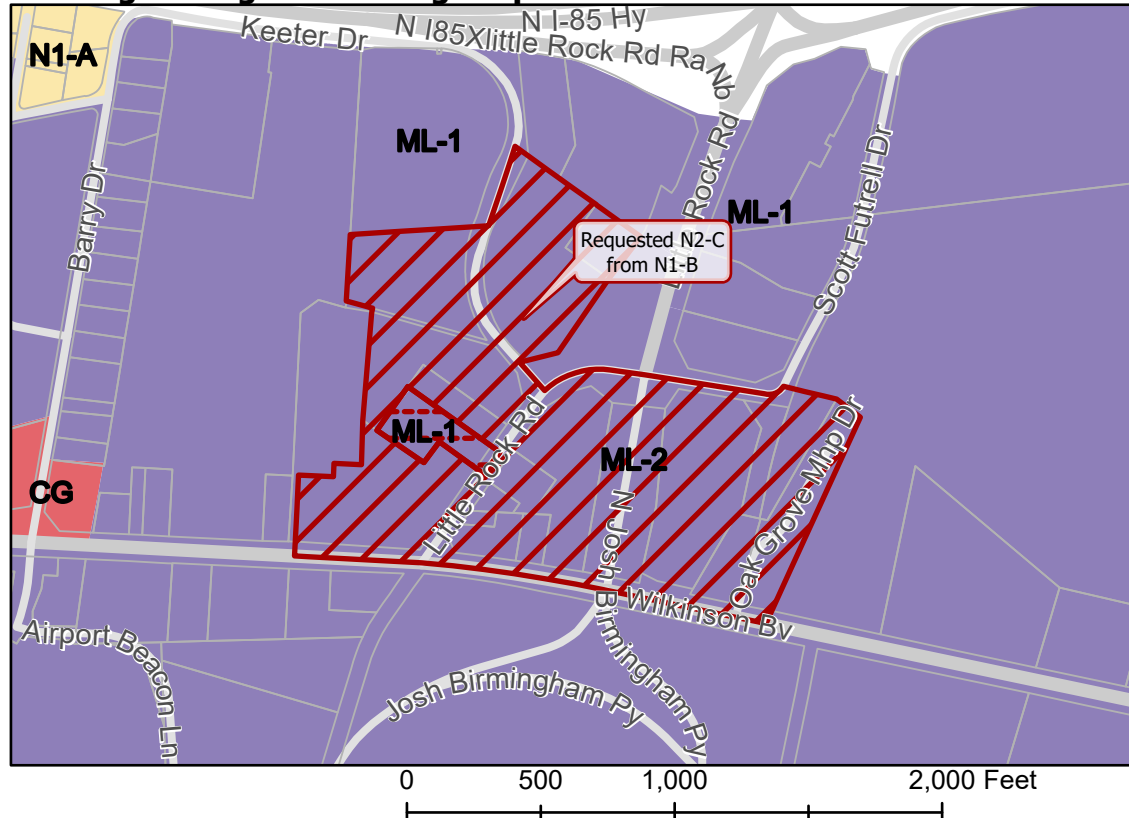 N I-85 Hy
Keeter Dr
N I85Xlittle Rock Rd Ra
Nb
N1-A
ML-1
Rock Rd
ML-1
Barry Dr
Scott Futrell Dr
Requested N2-C
from N1-B
ML-1
ML-2
CG
Little Rock Rd
N Josh Birmingham Py
Oak Grove Mhp Dr
Wilkinson Bv
Airport Beacon Ln
Josh Birmingham Py
0 500 1,000 2,000 Feet